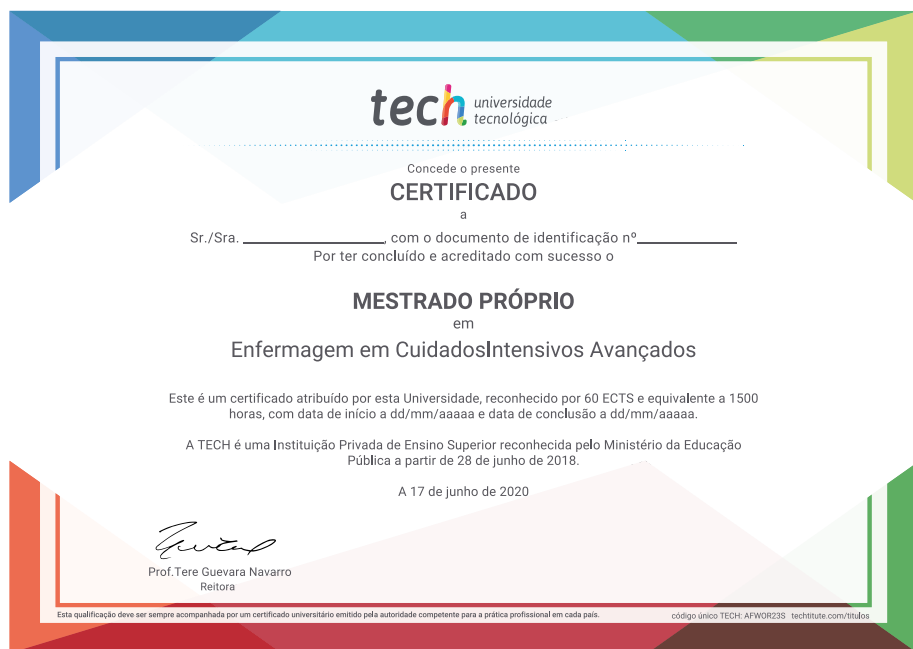 tech universidade
tecnológica
Concede o presente
CERTIFICADO
a
Sr./Sra. ________________, com o documento de identificação nº____________
Por ter concluído e acreditado com sucesso o
MESTRADO PRÓPRIO
em
Enfermagem em CuidadosIntensivos Avançados
Este é um certificado atribuído por esta Universidade, reconhecido por 60 ECTS e equivalente a 1500
horas, com data de início a dd/mm/aaaaa e data de conclusão a dd/mm/aaaaa.
A TECH é uma Instituição Privada de Ensino Superior reconhecida pelo Ministério da Educação
Pública a partir de 28 de junho de 2018.
A 17 de junho de 2020
Prof.Tere Guevara Navarro
Reitora
Esta qualificação deve ser sempre acompanhada por um certificado universitário emitido pela autoridade competente para a prática profissional em cada país.
código único TECH: AFWOR23S techtitute.com/titulos